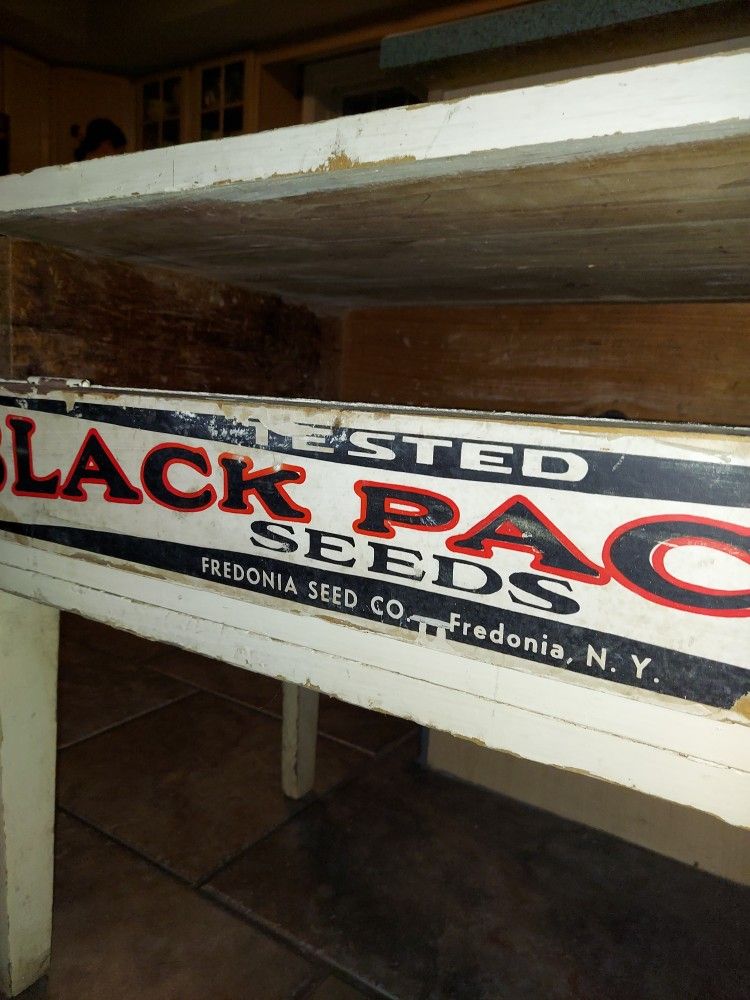 TESTED
BLACK PAC
SEEDS
FREDONIA SEED CO. Fredonia, N. Y.